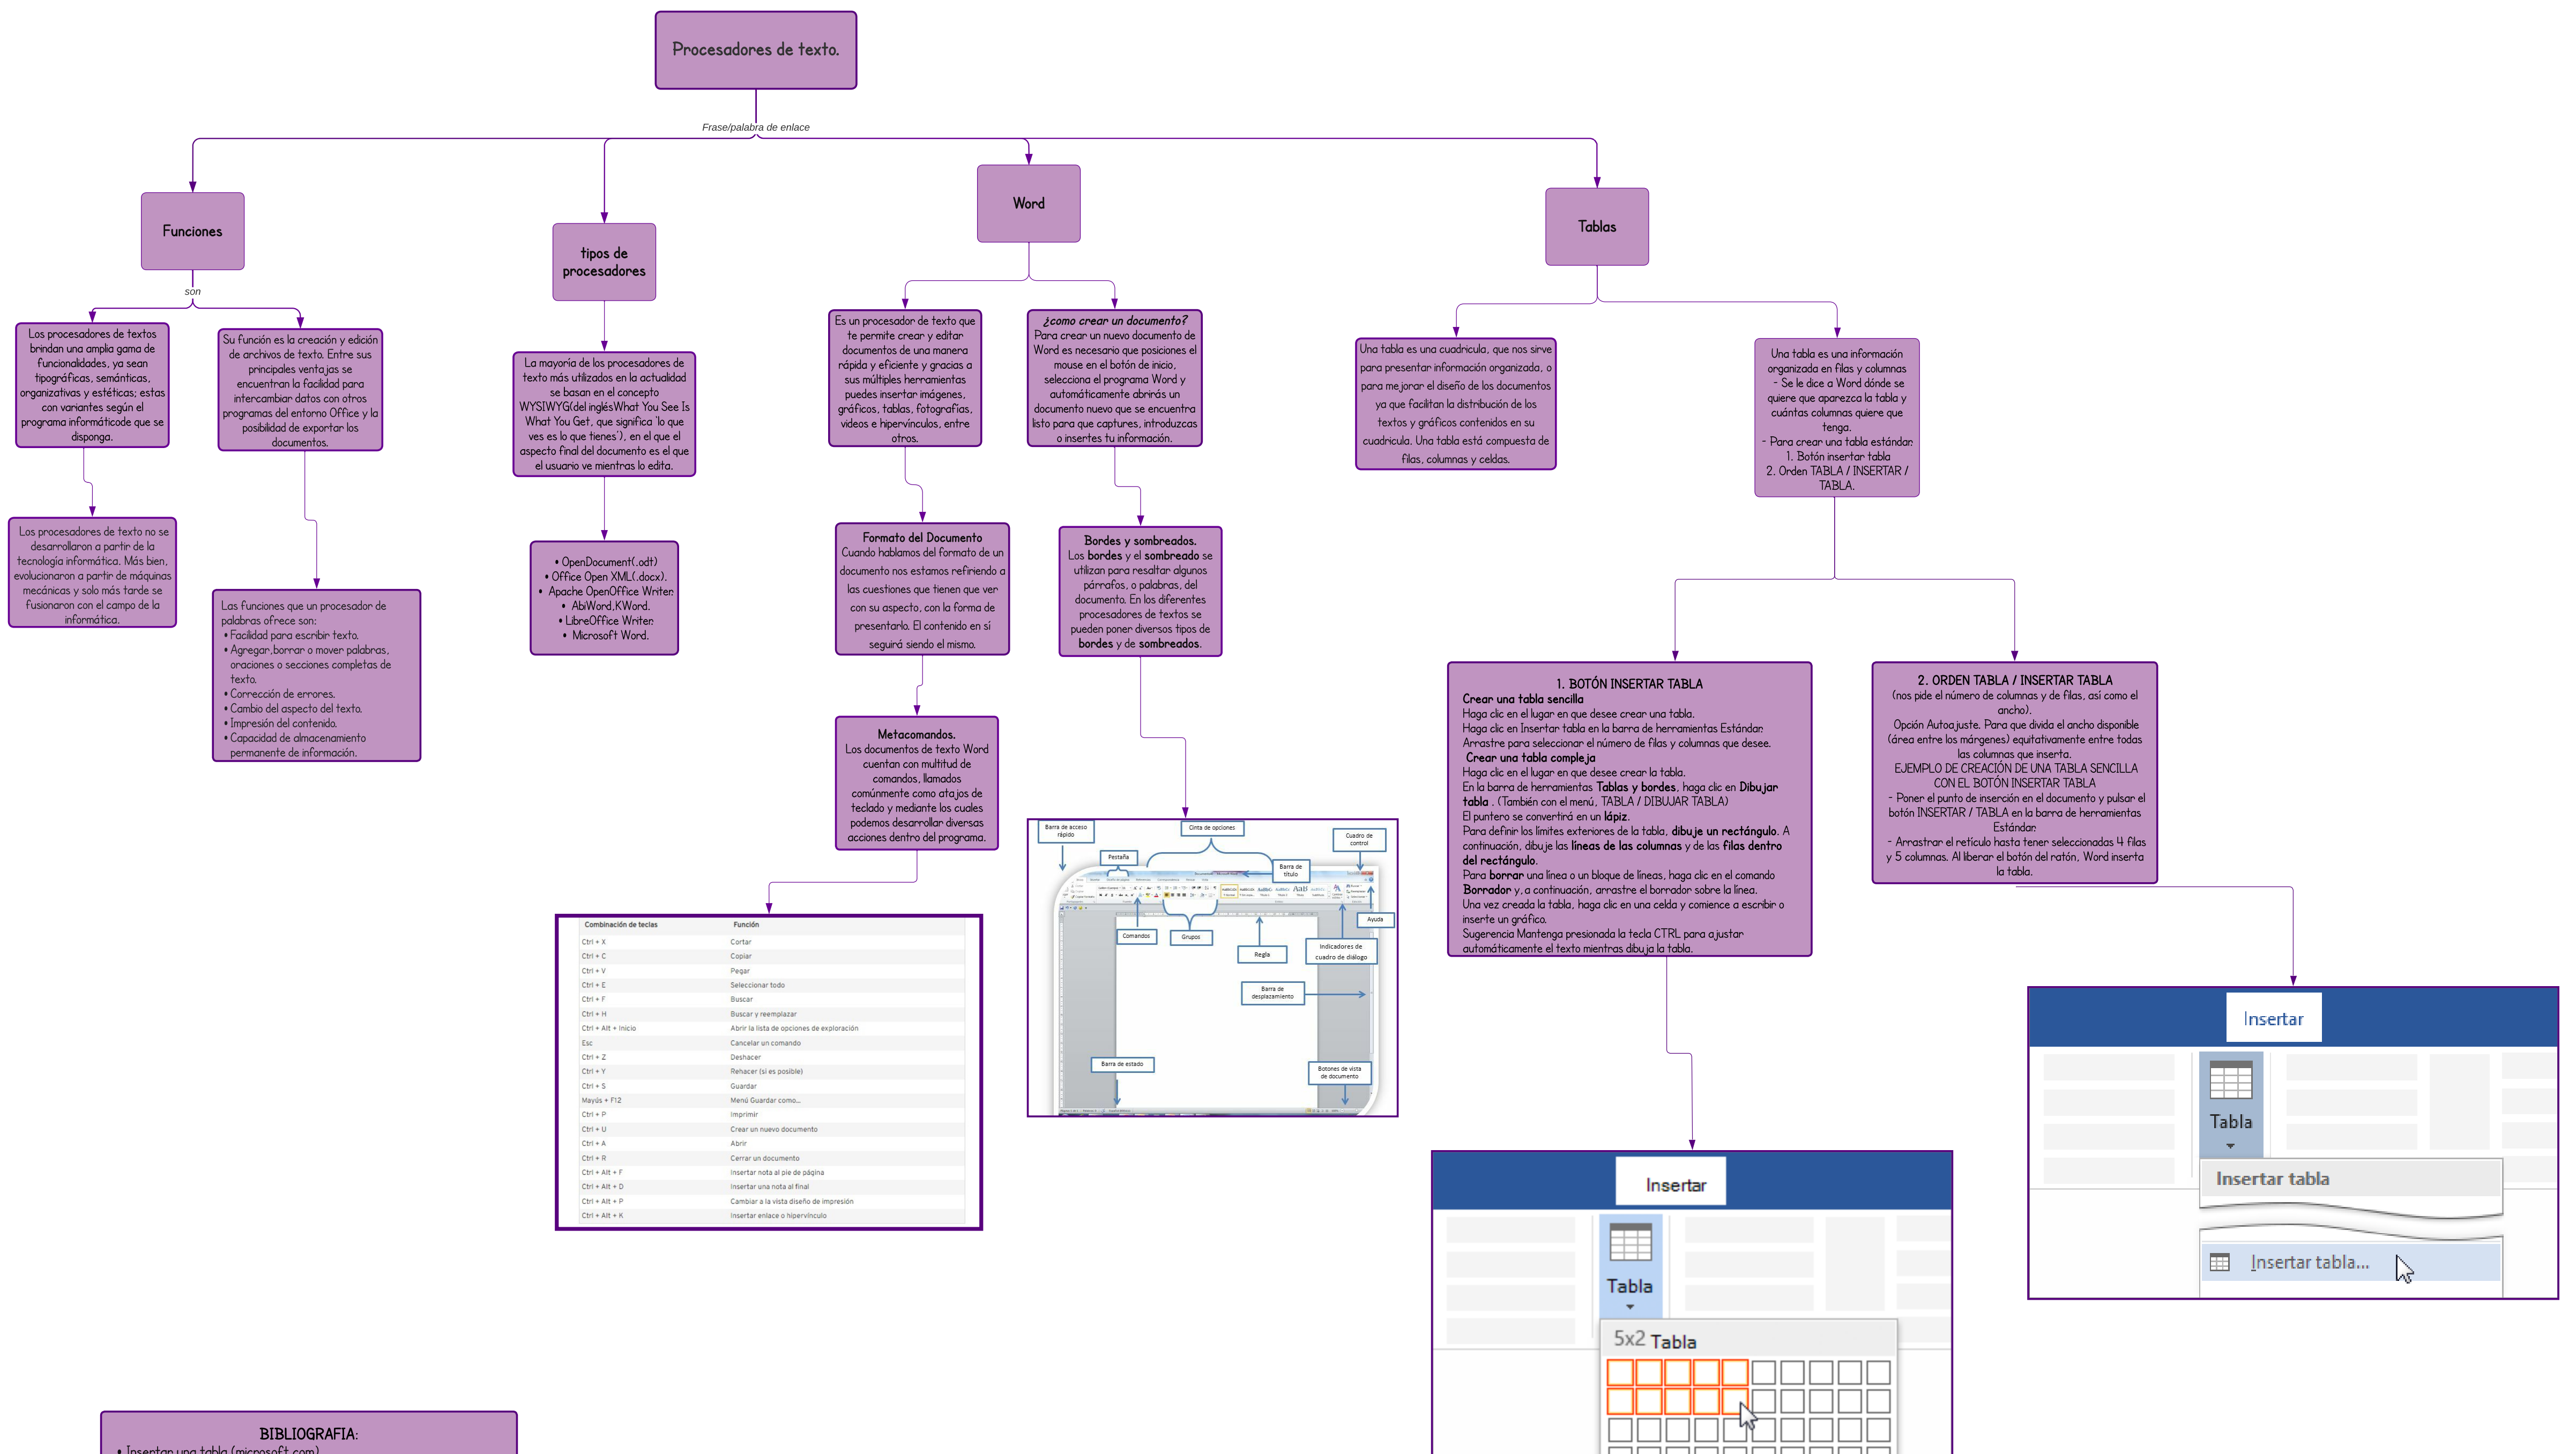 Procesadores de texto.
Frase/palabra de enlace
Funciones
son
Los procesadores de textos
brindan una amplia gama de
funcionalidades, ya sean
tipográficas, semánticas,
organizativas y estéticas; estas
con variantes según el
programa informáticode que se
disponga.
Los procesadores de texto no se
desarrollaron a partir de la
tecnología informática. Más bien,
evolucionaron a partir de máquinas
mecánicas y solo más tarde se
fusionaron con el campo de la
informática.
Su función es la creación y edición
de archivos de texto. Entre sus
principales ventajas se
encuentran la facilidad para
intercambiar datos con otros
programas del entorno Office y la
posibilidad de exportar los
documentos.
Las funciones que un procesador de
palabras ofrece son:
• Facilidad para escribir texto.
• Agregar,borrar o mover palabras,
oraciones o secciones completas de
texto.
• Corrección de errores.
• Cambio del aspecto del texto.
• Impresión del contenido.
• Capacidad de almacenamiento
permanente de información.
tipos de
procesadores
La mayoría de los procesadores de
texto más utilizados en la actualidad
se basan en el concepto
WYSIWYG(del inglésWhat You See Is
What You Get, que significa 'lo que
ves es lo que tienes'), en el que el
aspecto final del documento es el que
el usuario ve mientras lo edita.
• OpenDocument(.odt)
• Office Open XML(.docx).
• Apache OpenOffice Writer.
• AbiWord,KWord.
• LibreOffice Writer.
• Microsoft Word.
Word
Es un procesador de texto que
te permite crear y editar
documentos de una manera
rápida y eficiente y gracias a
sus múltiples herramientas
puedes insertar imágenes,
gráficos, tablas, fotografías,
videos e hipervínculos, entre
otros.
Formato del Documento
Cuando hablamos del formato de un
documento nos estamos refiriendo a
las cuestiones que tienen que ver
con su aspecto, con la forma de
presentarlo. El contenido en sí
seguirá siendo el mismo.
Metacomandos.
Los documentos de texto Word
cuentan con multitud de
comandos, llamados
comúnmente como atajos de
teclado y mediante los cuales
podemos desarrollar diversas
acciones dentro del programa.
Combinación de teclas Función
Ctrl + X Cortar
Ctrl + C Copiar
Ctrl + V Pegar
Ctrl + E Seleccionar todo
Ctrl + F Buscar
Ctrl + H Buscar y reemplazar
Ctrl + Alt + Inicio Abrir la lista de opciones de exploración
Esc Cancelar un comando
Ctrl + Z Deshacer
Ctrl + Y Rehacer (si es posible)
Ctrl + S Guardar
Mayús + F12 Menú Guardar como...
Ctrl + P Imprimir
Ctrl + U Crear un nuevo documento
Ctrl + A Abrir
Ctrl + R Cerrar un documento
Ctrl + Alt + F Insertar nota al pie de página
Ctrl + Alt + D Insertar una nota al final
Ctrl + Alt + P Cambiar a la vista diseño de impresión
Ctrl + Alt + K Insertar enlace o hipervínculo
¿como crear un documento?
Para crear un nuevo documento de
Word es necesario que posiciones el
mouse en el botón de inicio,
selecciona el programa Word y
automáticamente abrirás un
documento nuevo que se encuentra
listo para que captures, introduzcas
o insertes tu información.
Bordes y sombreados.
Los bordes y el sombreado se
utilizan para resaltar algunos
párrafos, o palabras, del
documento. En los diferentes
procesadores de textos se
pueden poner diversos tipos de
bordes y de sombreados.
Barra de acceso
rápido
Cinta de opciones
Cuadro de
control
Pestaña
Barra de
título
Ayuda
Comandos
Grupos
Regla
Indicadores de
cuadro de diálogo
Barra de
desplazamiento
Barra de estado
Botones de vista
de documento
Tablas
Una tabla es una cuadricula, que nos sirve
para presentar información organizada, o
para mejorar el diseño de los documentos
ya que facilitan la distribución de los
textos y gráficos contenidos en su
cuadricula. Una tabla está compuesta de
filas, columnas y celdas.
Una tabla es una información
organizada en filas y columnas
- Se le dice a Word dónde se
quiere que aparezca la tabla y
cuántas columnas quiere que
tenga.
- Para crear una tabla estándar:
1. Botón insertar tabla
2. Orden TABLA / INSERTAR /
TABLA.
1. BOTÓN INSERTAR TABLA
Crear una tabla sencilla
Haga clic en el lugar en que desee crear una tabla.
Haga clic en Insertar tabla en la barra de herramientas Estándar.
Arrastre para seleccionar el número de filas y columnas que desee.
Crear una tabla compleja
Haga clic en el lugar en que desee crear la tabla.
En la barra de herramientas Tablas y bordes, haga clic en Dibujar
tabla . (También con el menú, TABLA / DIBUJAR TABLA)
El puntero se convertirá en un lápiz.
Para definir los límites exteriores de la tabla, dibuje un rectángulo. A
continuación, dibuje las líneas de las columnas y de las filas dentro
del rectángulo.
Para borrar una línea o un bloque de líneas, haga clic en el comando
Borrador y,a continuación, arrastre el borrador sobre la línea.
Una vez creada la tabla, haga clic en una celda y comience a escribir o
inserte un gráfico.
Sugerencia Mantenga presionada la tecla CTRL para ajustar
automáticamente el texto mientras dibuja la tabla.
Insertar
Tabla
5x2 Tabla
2. ORDEN TABLA / INSERTAR TABLA
(nos pide el número de columnas y de filas, así como el
ancho).
Opción Autoajuste. Para que divida el ancho disponible
(área entre los márgenes) equitativamente entre todas
las columnas que inserta.
EJEMPLO DE CREACIÓN DE UNA TABLA SENCILLA
CON EL BOTÓN INSERTAR TABLA
- Poner el punto de inserción en el documento y pulsar el
botón INSERTAR / TABLA en la barra de herramientas
Estándar.
- Arrastrar el retículo hasta tener seleccionadas 4 filas
y 5 columnas. Al liberar el botón del ratón, Word inserta
la tabla.
Insertar
Tabla
Insertar tabla
Insertar tabla...
BIBLIOGRAFIA:
• Insertar una tabla (microsoft.com)